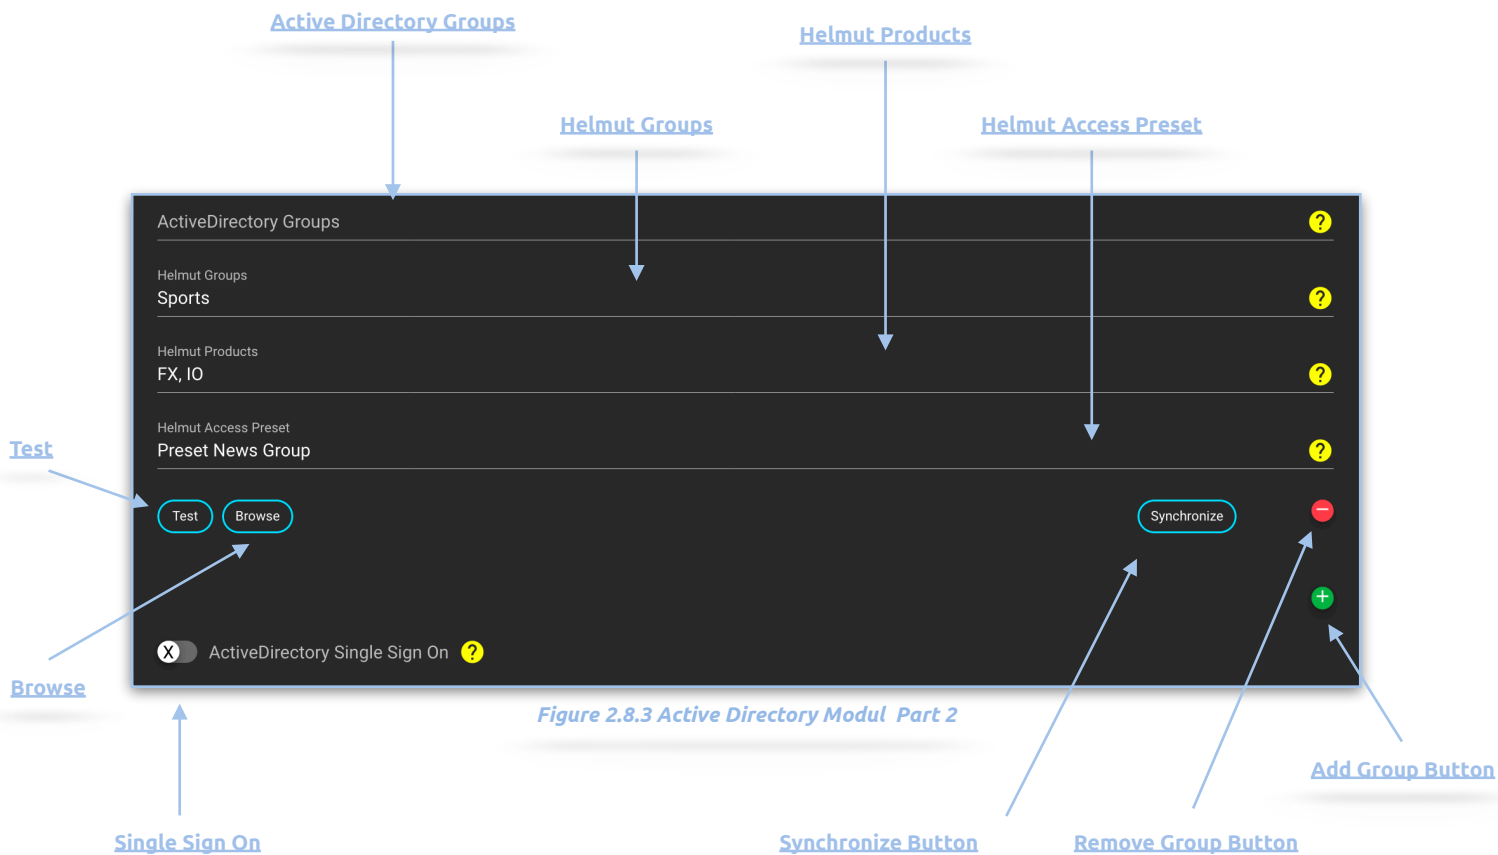 Active Directory Groups
Helmut Products
Helmut Groups
Helmut Access Preset
ActiveDirectory Groups
?
Helmut Groups
Sports
?
Helmut Products
FX, IO
?
Helmut Access Preset
Preset News Group
?
Test
Test
Browse
Synchronize
X
ActiveDirectory Single Sign On
?
Browse
Figure 2.8.3 Active Directory Modul Part 2
Add Group Button
Single Sign On
Synchronize Button
Remove Group Button